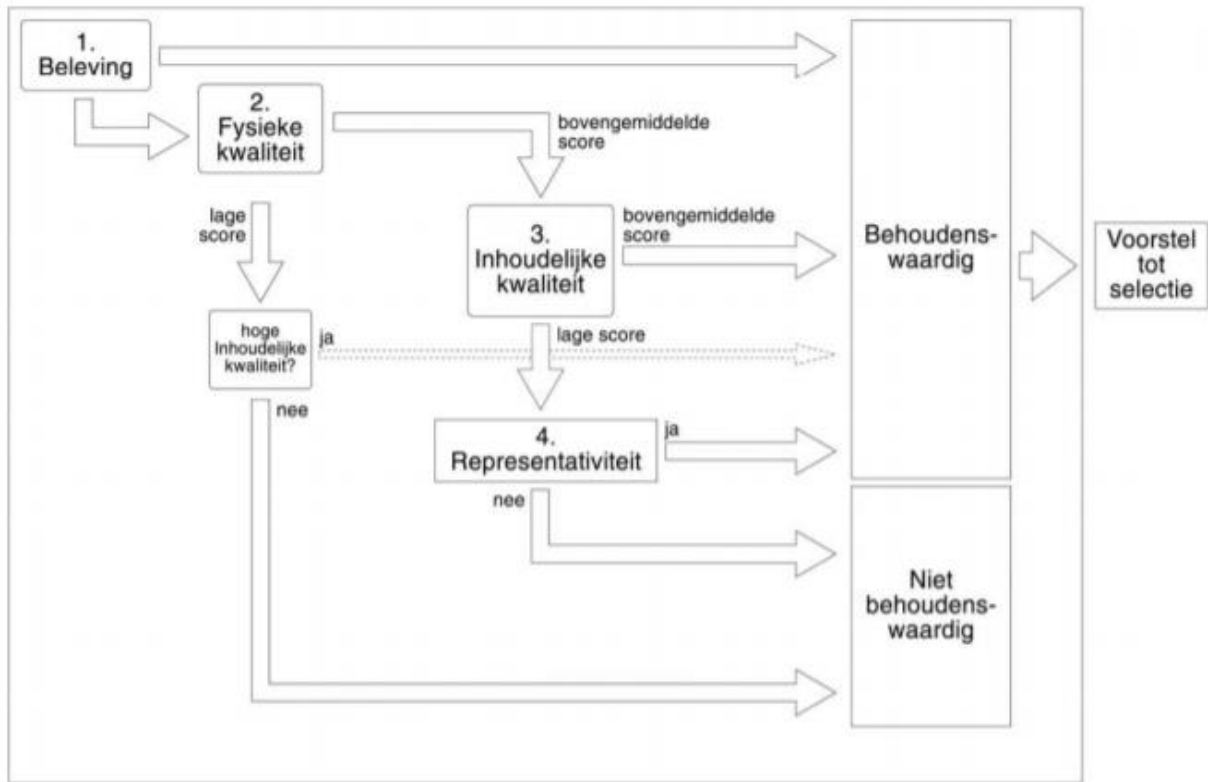 1.
Beleving
2.
Fysieke
kwaliteit
bovengemiddelde
score
lage
score
3.
Inhoudelijke
kwaliteit
bovengemiddelde
score
Behoudens-
waardig
Voorstel
tot
selectie
hoge
Inhoudelijke
kwaliteit?
ja
lage score
nee
4.
Representativiteit
ja
nee
Niet
behoudens-
waardig